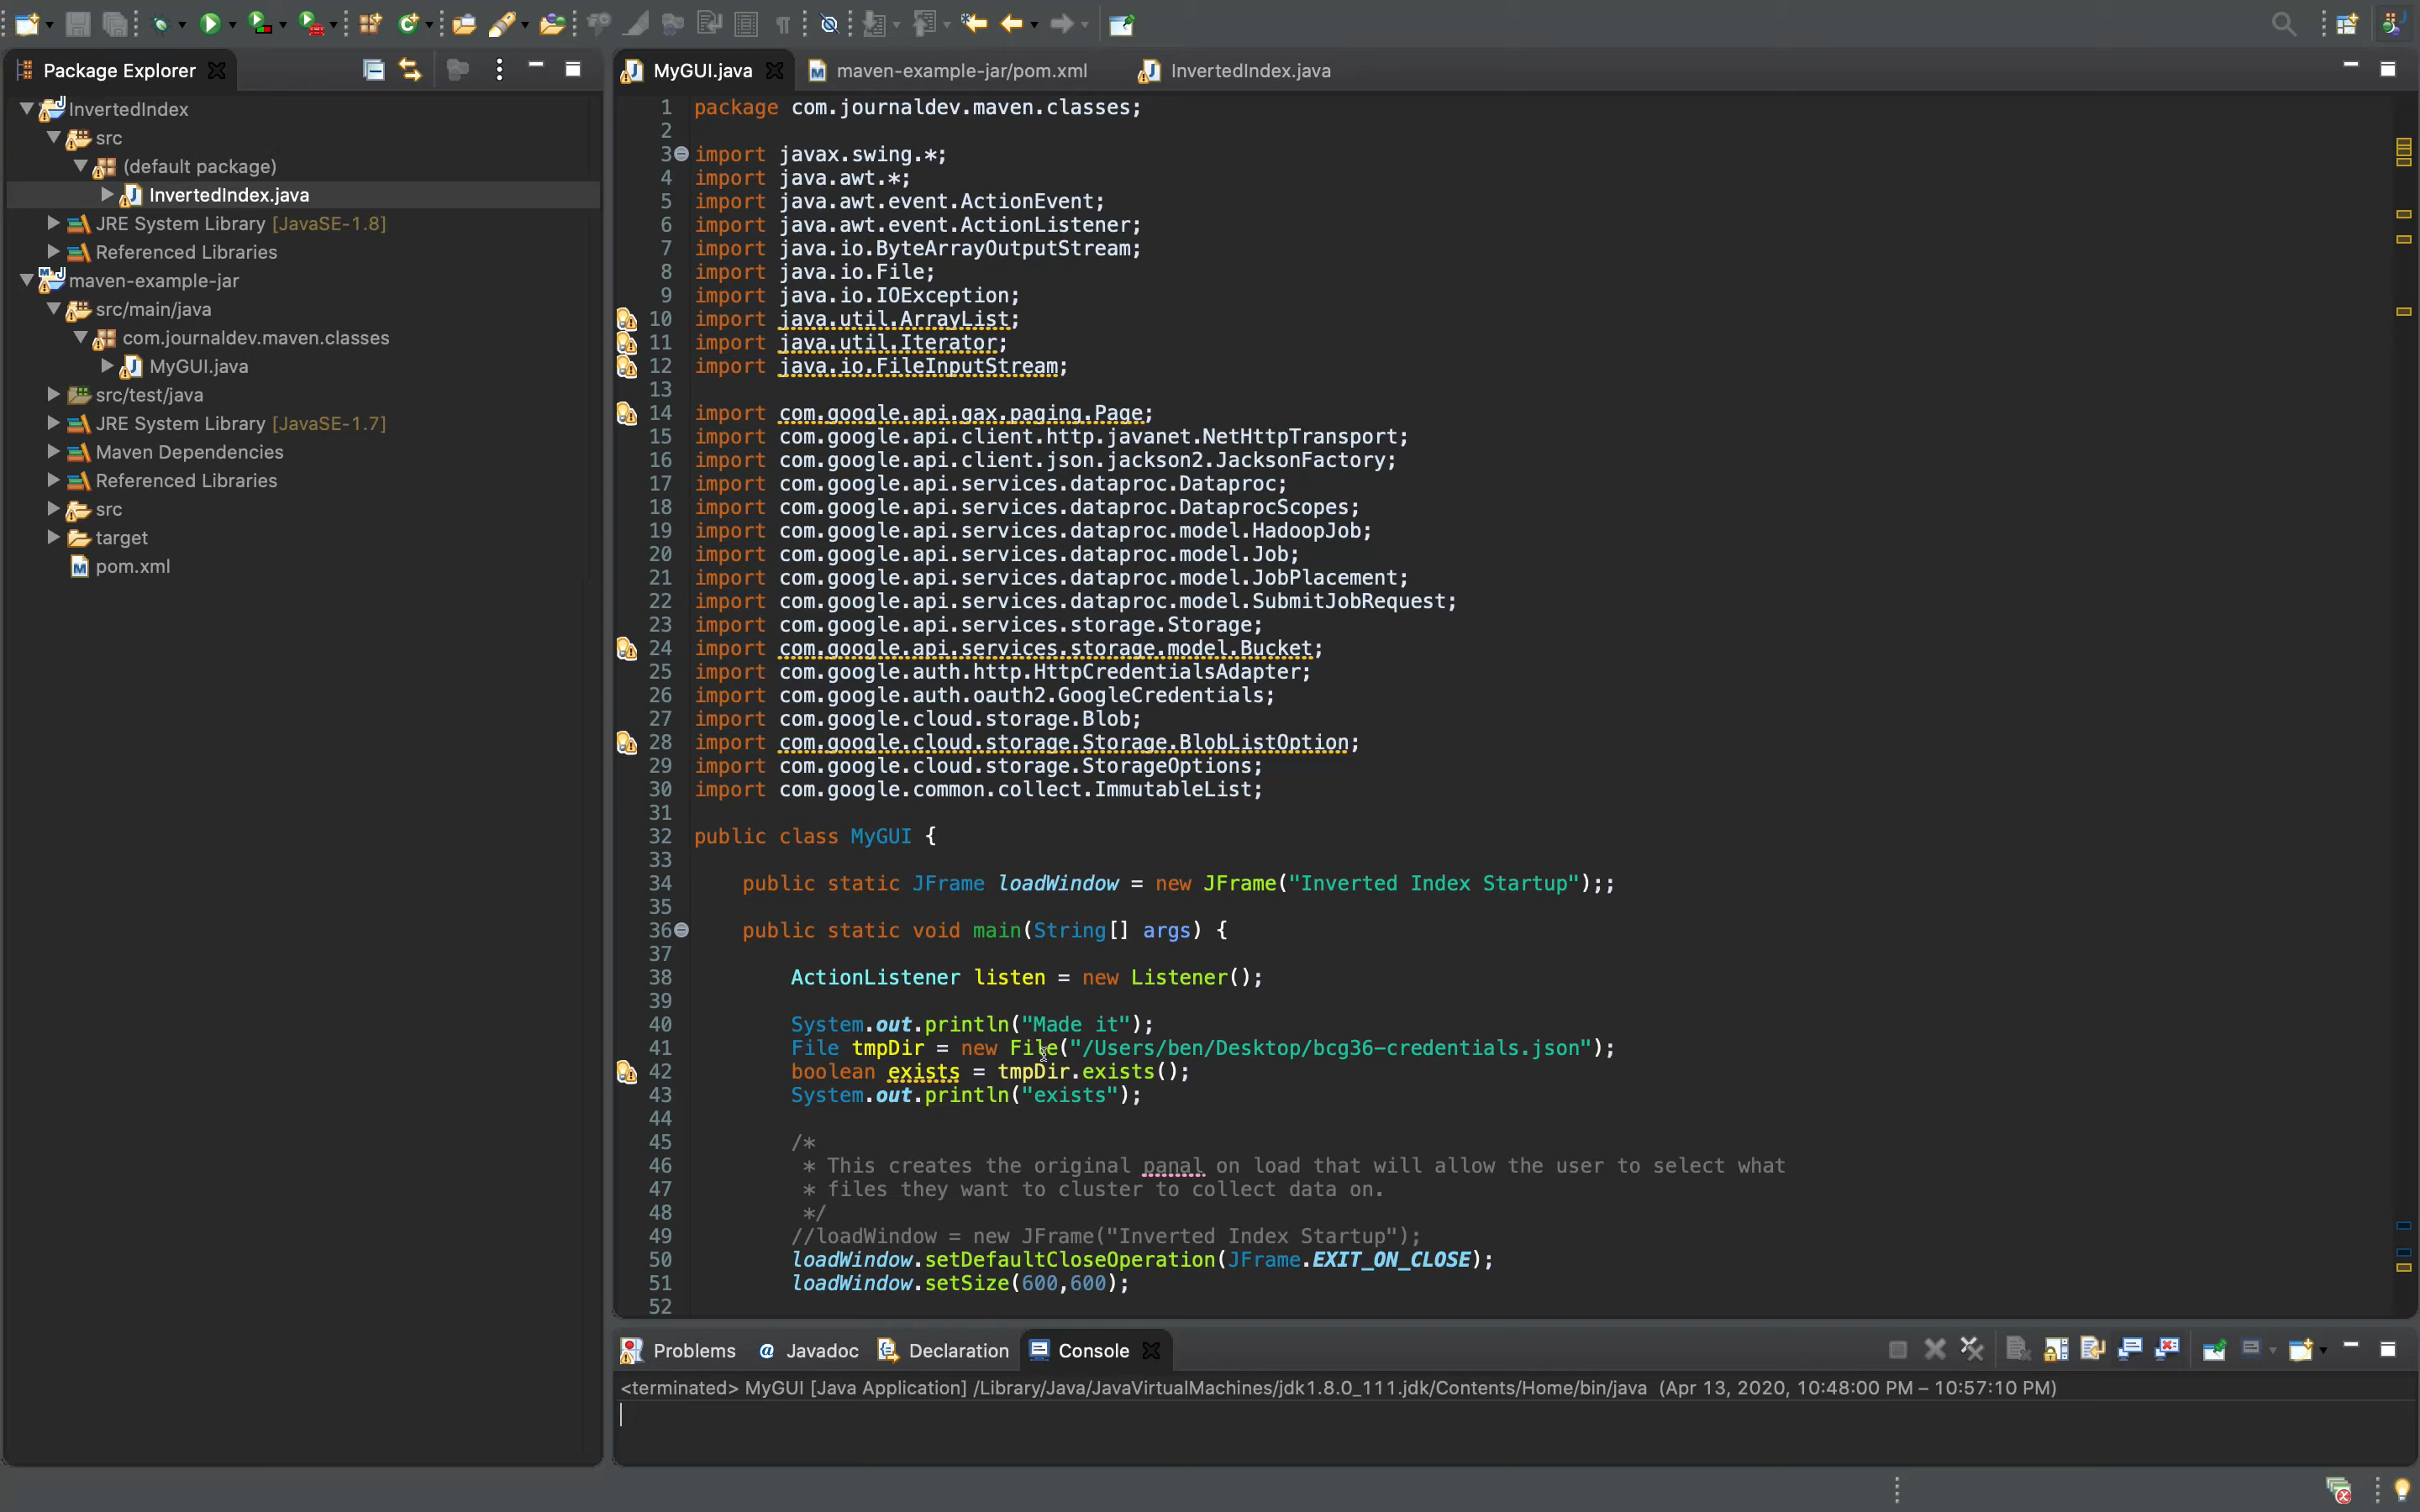 Package Explorer
InvertedIndex
src
(default package)
InvertedIndex.java
JRE System Library [JavaSE-1.8]
Referenced Libraries
maven-example-jar
src/main/java
com.journaldev.maven.classes
MyGUI.java
src/test/java
JRE System Library [JavaSE-1.7]
Maven Dependencies
Referenced Libraries
src
target
pom.xml
MyGUI.java maven-example-jar/pom.xml InvertedIndex.java
1 package com.journaldev.maven.classes;
2
3 import javax.swing.*;
4 import java.awt.*;
5 import java.awt.event.ActionEvent;
6 import java.awt.event.ActionListener;
7 import java.io.ByteArrayOutputStream;
8 import java.io.File;
9 import java.io.IOException;
10 import java.util.ArrayList;
11 import java.util.Iterator;
12 import java.io.FileInputStream;
13
14 import com.google.api.gax.paging.Page;
15 import com.google.api.client.http.javanet.NetHttpTransport;
16 import com.google.api.client.json.jackson2.JacksonFactory;
17 import com.google.api.services.dataproc.Dataproc;
18 import com.google.api.services.dataproc.DataprocScopes;
19 import com.google.api.services.dataproc.model.HadoopJob;
20 import com.google.api.services.dataproc.model.Job;
21 import com.google.api.services.dataproc.model.JobPlacement;
22 import com.google.api.services.dataproc.model.SubmitJobRequest;
23 import com.google.api.services.storage.Storage;
24 import com.google.api.services.storage.model.Bucket;
25 import com.google.auth.http.HttpCredentialsAdapter;
26 import com.google.auth.oauth2.GoogleCredentials;
27 import com.google.cloud.storage.Blob;
28 import com.google.cloud.storage.Storage.BlobListOption;
29 import com.google.cloud.storage.StorageOptions;
30 import com.google.common.collect.ImmutableList;
31
32 public class MyGUI {
33
34 public static JFrame loadWindow = new JFrame("Inverted Index Startup");;
35
36 public static void main(String[] args) {
37
38 ActionListener listen = new Listener();
39
40 System.out.println("Made it");
41 File tmpDir = new File("/Users/ben/Desktop/bcg36-credentials.json");
42 boolean exists = tmpDir.exists();
43 System.out.println("exists");
44
45 /*
46 * This creates the original panal on load that will allow the user to select what
47 * files they want to cluster to collect data on.
48 */
49 //loadWindow = new JFrame("Inverted Index Startup");
50 loadWindow.setDefaultCloseOperation(JFrame.EXIT_ON_CLOSE);
51 loadWindow.setSize(600,600);
52
Problems @ Javadoc Declaration Console
<terminated> MyGUI [Java Application] /Library/Java/JavaVirtualMachines/jdk1.8.0_111.jdk/Contents/Home/bin/java (Apr 13, 2020, 10:48:00 PM – 10:57:10 PM)